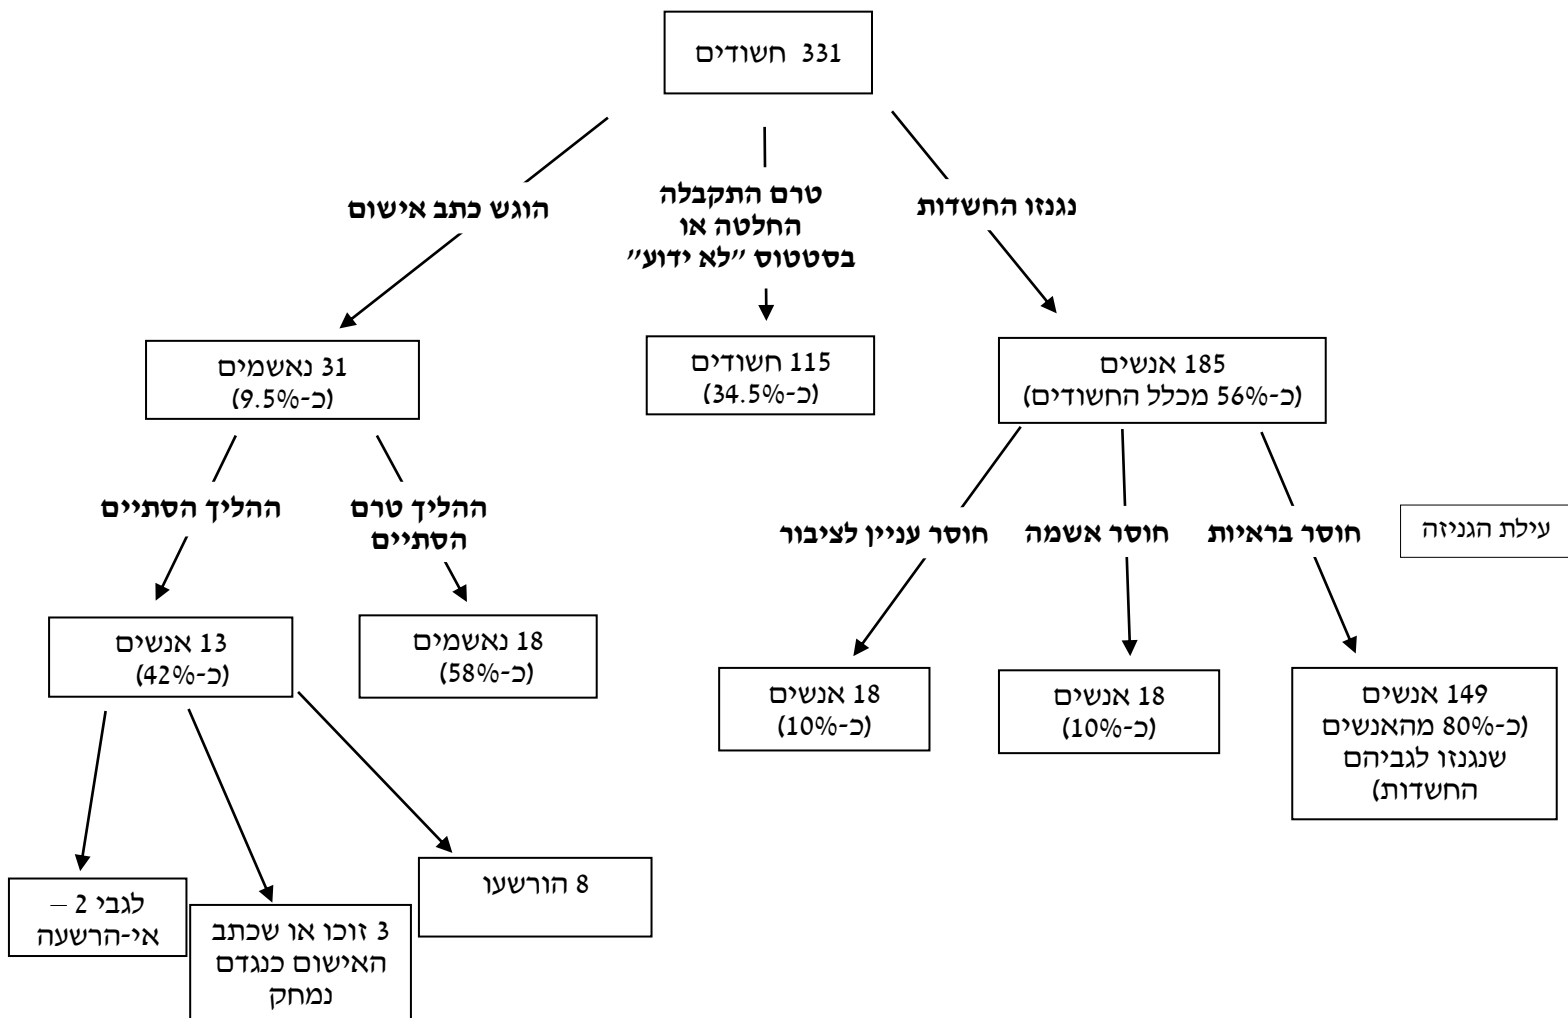 331 חשודים
נגנזו החשדות
טרם התקבלה
החלטה או
בסטטוס "לא ידוע"
הוגש כתב אישום
185 אנשים
(כ-56% מכלל החשודים)
115 חשודים
(כ-34.5%)
31 נאשמים
(כ-9.5%)
עילת הגניזה
חוסר בראיות
חוסר אשמה
חוסר עניין לציבור
ההליך טרם
הסתיים
ההליך הסתיים
149 אנשים
(כ-80% מהאנשים
שנגנזו לגביהם
החשדות)
18 אנשים
(כ-10%)
18 אנשים
(כ-10%)
18 נאשמים
(כ-58%)
13 אנשים
(כ-42%)
8 הורשעו
3 זוכו או שכתב
האישום כנגדם
נמחק
לגבי 2 –
אי-הרשעה